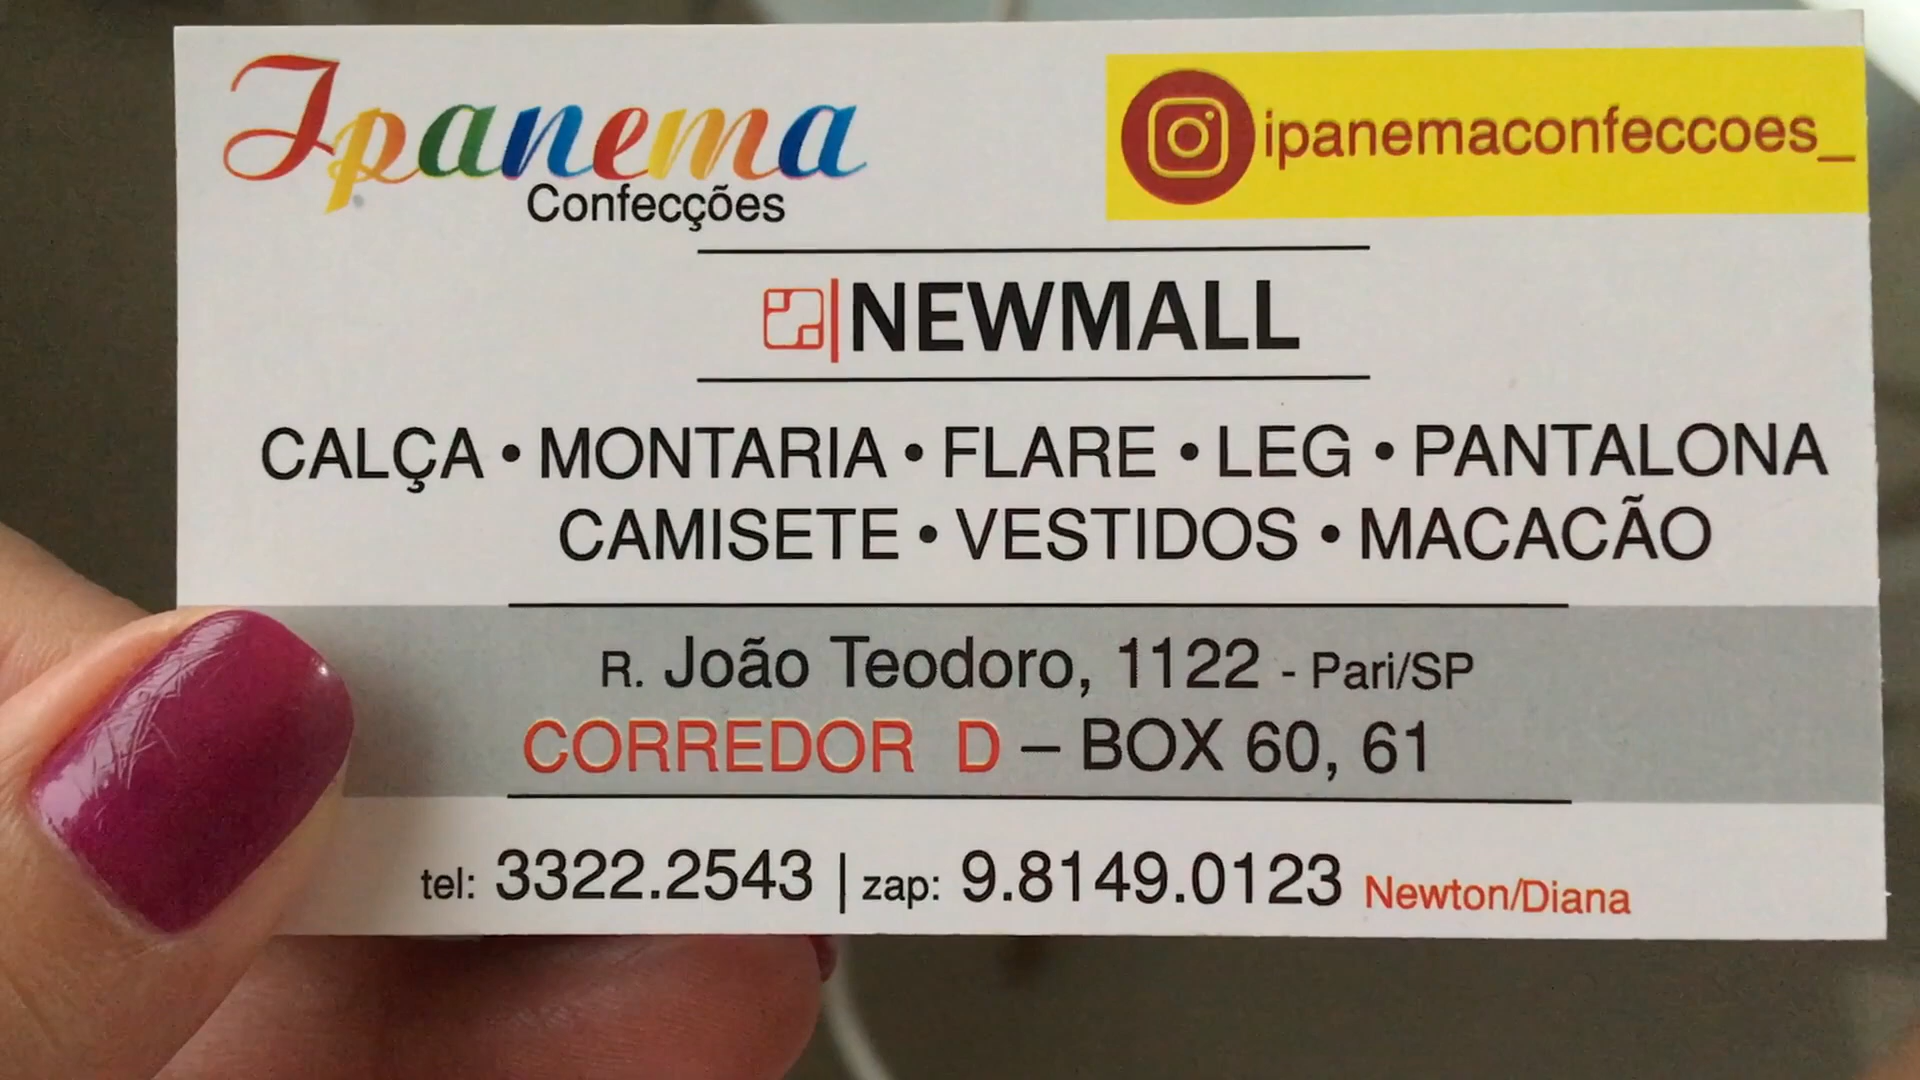 Ipanema
Confecções
ipanemaconfeccoes_
NEWMALL
CALÇA • MONTARIA • FLARE • LEG • PANTALONA
CAMISETE • VESTIDOS • MACACÃO
R. João Teodoro, 1122 - Pari/SP
CORREDOR D – BOX 60, 61
tel: 3322.2543 | zap: 9.8149.0123 Newton/Diana